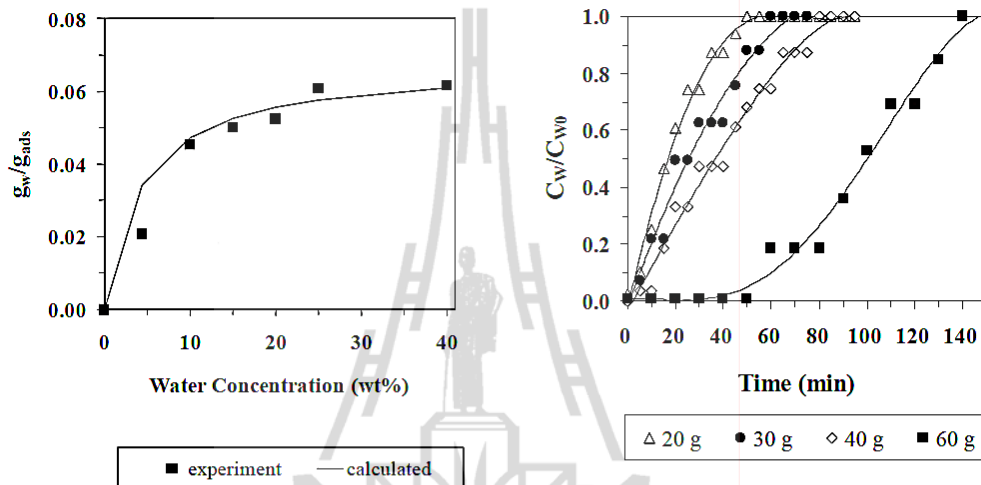 0.08
0.06
0.04
0.02
0.00
g_w/g_ads
0 10 20 30 40
Water Concentration (wt%)
■ experiment — calculated
1.0
0.8
0.6
0.4
0.2
0.0
C_W/C_W0
0 20 40 60 80 100 120 140
Time (min)
△ 20 g ● 30 g ◇ 40 g ■ 60 g